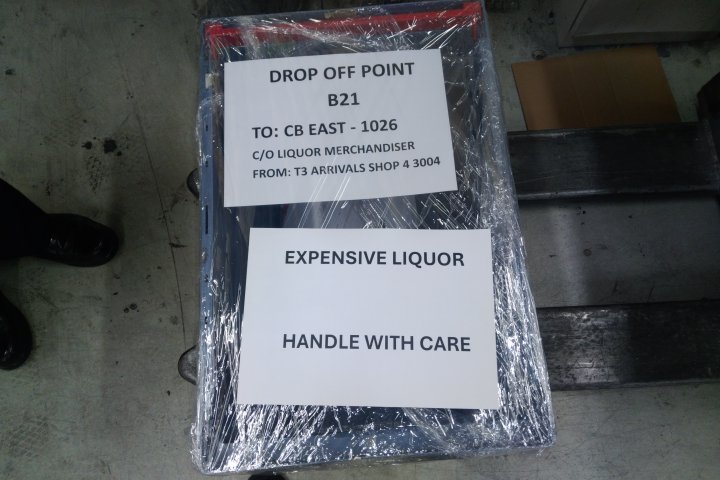 DROP OFF POINT
B21
TO: CB EAST - 1026
C/O LIQUOR MERCHANDISER
FROM: T3 ARRIVALS SHOP 4 3004
EXPENSIVE LIQUOR
HANDLE WITH CARE